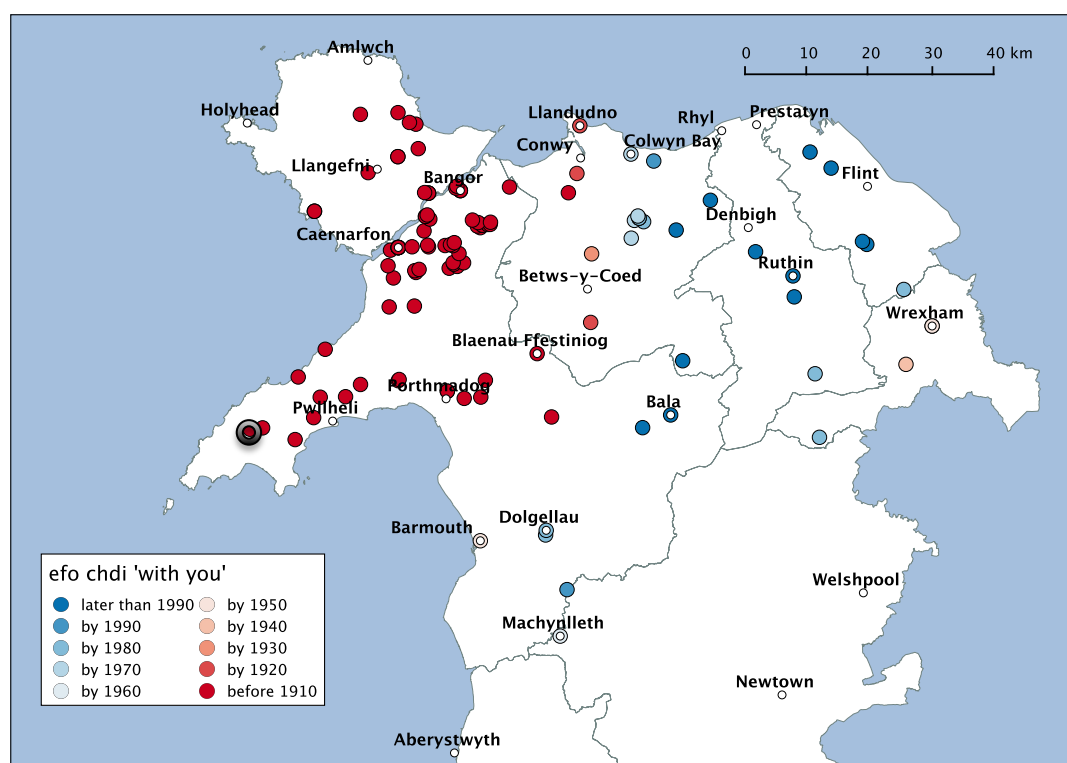 Amlwch
0 10 20 30 40 km
Holyhead
Llandudno
Rhyl
Prestatyn
Conwy
Colwyn Bay
Llangefni
Bangor
Flint
Denbigh
Caernarfon
Ruthin
Betws-y-Coed
Wrexham
Blaenau Ffestiniog
Porthmadog
Pwllheli
Bala
Dolgellau
Barmouth
Welshpool
Machynlleth
Newtown
Aberystwyth
efo chdi 'with you'
later than 1990
by 1990
by 1980
by 1970
by 1960
by 1950
by 1940
by 1930
by 1920
before 1910